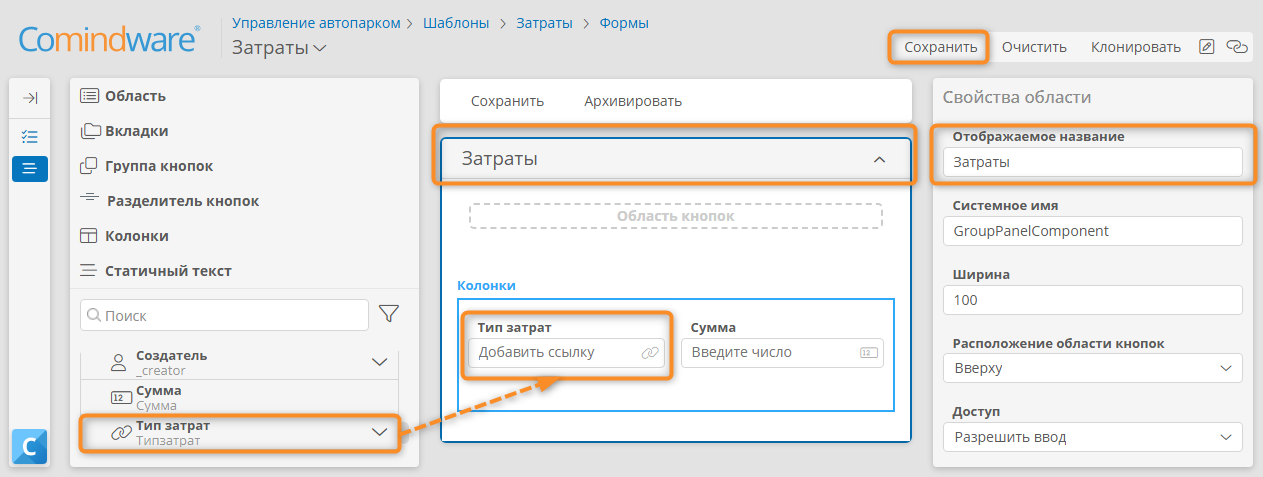 Comindware®
Управление автопарком > Шаблоны > Затраты > Формы
Затраты
Сохранить Очистить Клонировать
Область
Вкладки
Группа кнопок
Разделитель кнопок
Колонки
Статичный текст
Поиск
Создатель
_creator
12 Сумма
Сумма
Тип затрат
Типзатрат
C
Сохранить Архивировать
Затраты
Область кнопок
Колонки
Тип затрат
Добавить ссылку
Сумма
Введите число 12
Свойства области
Отображаемое название
Затраты
Системное имя
GroupPanelComponent
Ширина
100
Расположение области кнопок
Вверху
Доступ
Разрешить ввод